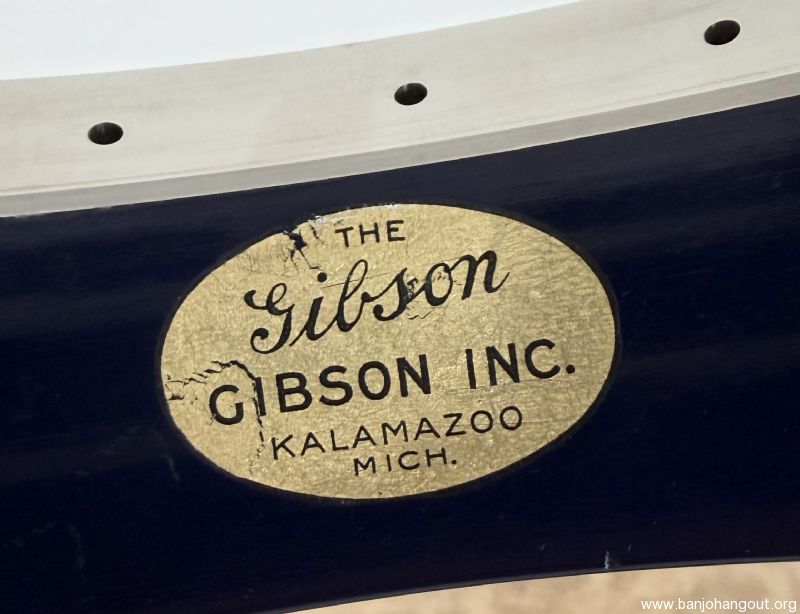 THE
Gibson
GIBSON INC.
KALAMAZOO
MICH.
www.banjohangout.org